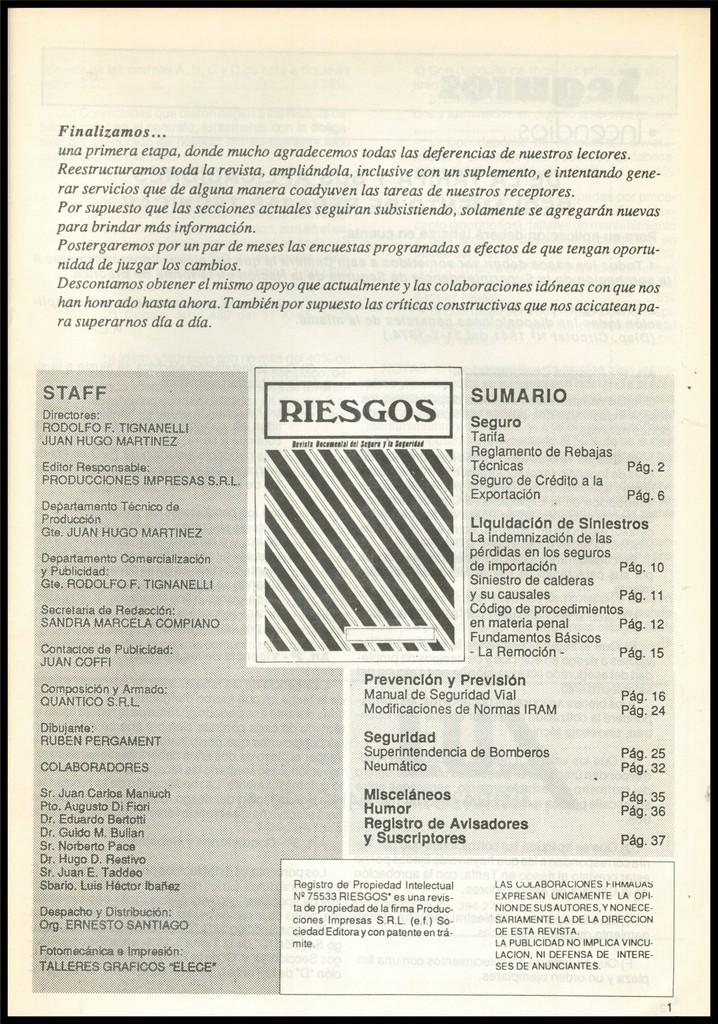 Finalizamos...
una primera etapa, donde mucho agradecemos todas las deferencias de nuestros lectores.
Reestructuramos toda la revista, ampliándola, inclusive con un suplemento, e intentando gene-
rar servicios que de alguna manera coadyuven las tareas de nuestros receptores.
Por supuesto que las secciones actuales seguiran subsistiendo, solamente se agregarán nuevas
para brindar más información.
Postergaremos por un par de meses las encuestas programadas a efectos de que tengan oportu-
nidad de juzgar los cambios.
Descontamos obtener el mismo apoyo que actualmente y las colaboraciones idóneas con que nos
han honrado hasta ahora. También por supuesto las críticas constructivas que nos acicatean pa-
ra superarnos día a día.
STAFF
Directores:
RODOLFO F. TIGNANELLI
JUAN HUGO MARTINEZ
Editor Responsable:
PRODUCCIONES IMPRESAS S.R.L.
Departamento Técnico de
Producción
Gte. JUAN HUGO MARTINEZ
Departamento Comercialización
y Publicidad:
Gte. RODOLFO F. TIGNANELLI
Secretaria de Redacción:
SANDRA MARCELA COMPIANO
Contactos de Publicidad:
JUAN COFFI
Composición y Armado:
QUANTICO S.R.L.
Dibujante:
RUBEN PERGAMENT
COLABORADORES
Sr. Juan Carlos Maniuch
Pto. Augusto Di Fiori
Dr. Eduardo Bertotti
Dr. Guido M. Bulian
Sr. Norberto Pace
Dr. Hugo D. Restivo
Sr. Juan E. Taddeo
Sbario. Luis Héctor Ibañez
Despacho y Distribución:
Org. ERNESTO SANTIAGO
Fotomecánica e Impresión:
TALLERES GRAFICOS "ELECE"
RIESGOS
Revista Documental del Seguro y la Seguridad
SUMARIO
Seguro
Tarifa
Reglamento de Rebajas
Técnicas Pág. 2
Seguro de Crédito a la
Exportación Pág. 6
Liquidación de Siniestros
La indemnización de las
pérdidas en los seguros
de importación Pág. 10
Siniestro de calderas
y su causales Pág. 11
Código de procedimientos
en materia penal Pág. 12
Fundamentos Básicos
- La Remoción - Pág. 15
Prevención y Previsión
Manual de Seguridad Vial Pág. 16
Modificaciones de Normas IRAM Pág. 24
Seguridad
Superintendencia de Bomberos Pág. 25
Neumático Pág. 32
Misceláneos Pág. 35
Humor Pág. 36
Registro de Avisadores
y Suscriptores Pág. 37
Registro de Propiedad Intelectual
Nº 75533 RIESGOS" es una revis-
ta de propiedad de la firma Produc-
ciones Impresas S.R.L. (e.f.) So-
ciedad Editora y con patente en trá-
mite.
LAS COLABORACIONES FIRMADAS
EXPRESAN UNICAMENTE LA OPI-
NION DE SUS AUTORES, Y NO NECE-
SARIAMENTE LA DE LA DIRECCION
DE ESTA REVISTA.
LA PUBLICIDAD NO IMPLICA VINCU-
LACION, NI DEFENSA DE INTERE-
SES DE ANUNCIANTES.
1